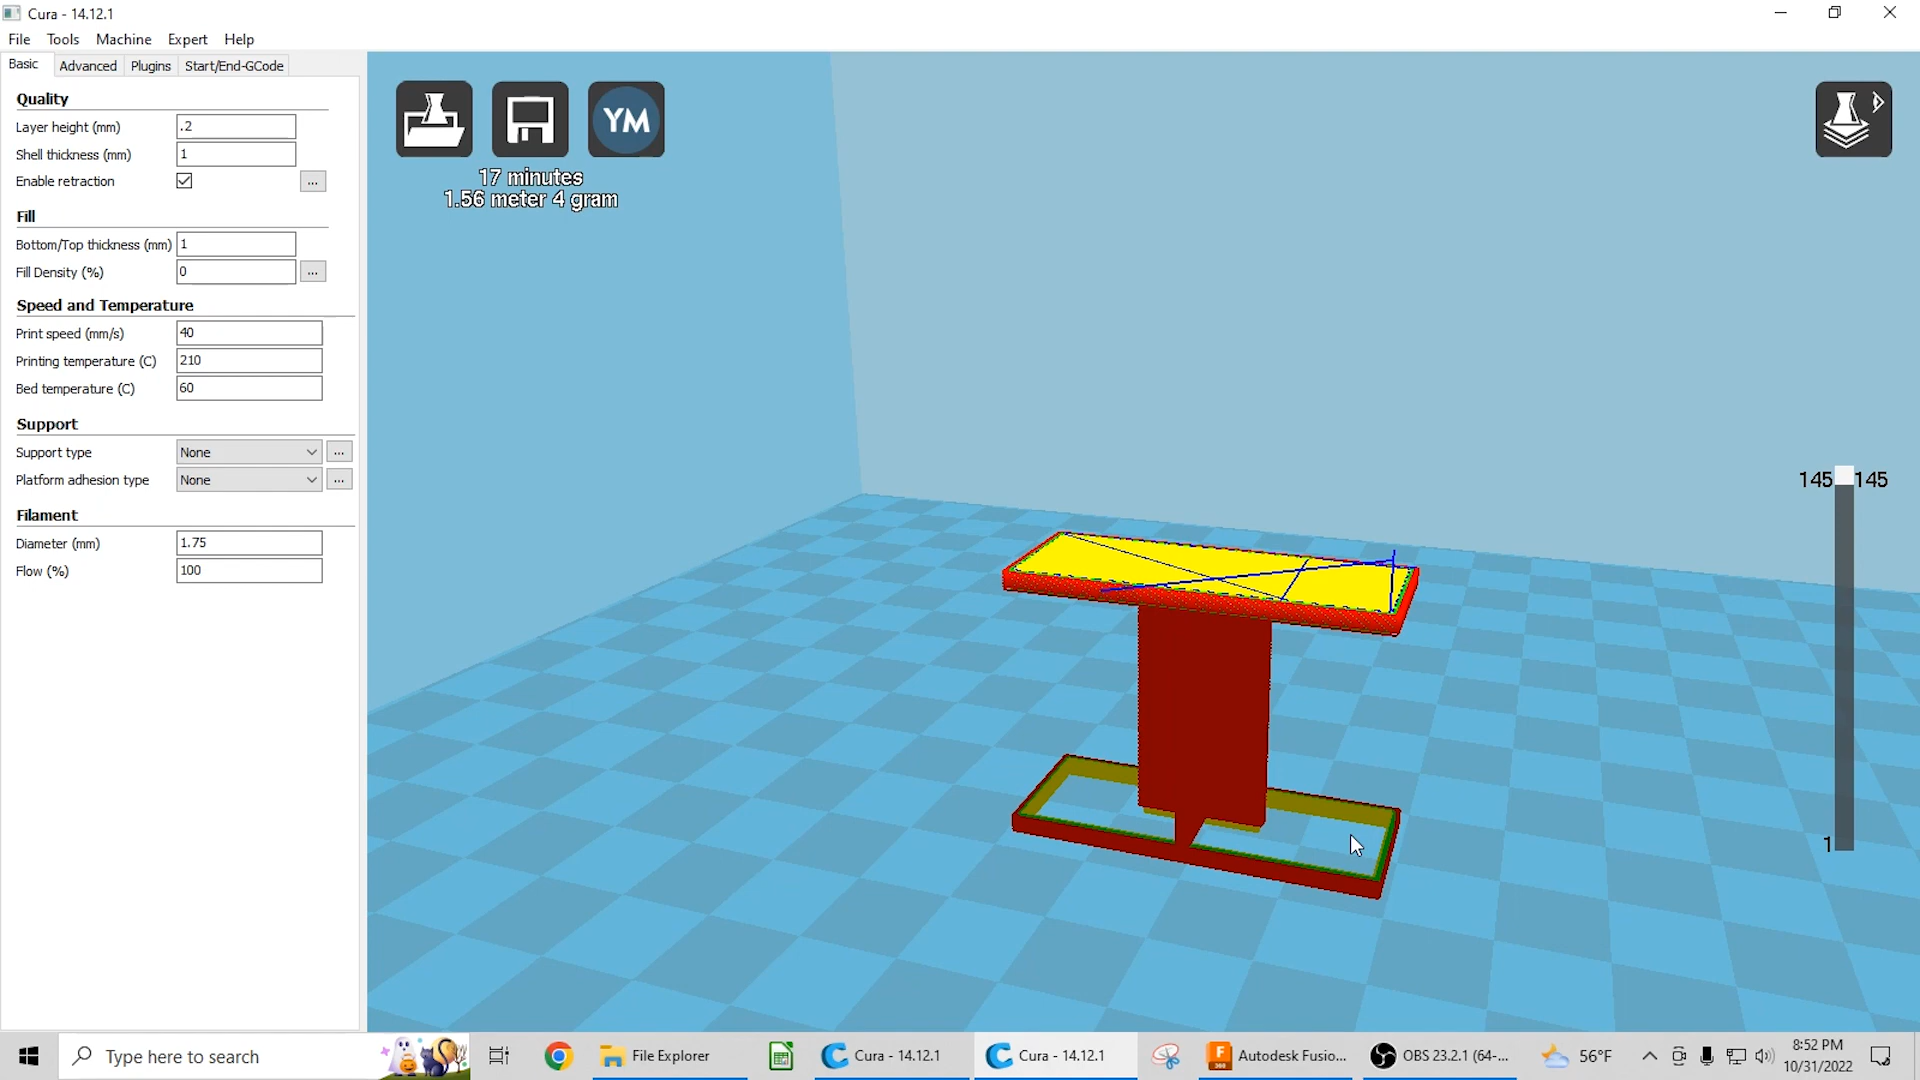 Cura - 14.12.1
File Tools Machine Expert Help
Basic Advanced Plugins Start/End-GCode
Quality
Layer height (mm) .2
Shell thickness (mm) 1
Enable retraction ...
Fill
Bottom/Top thickness (mm) 1
Fill Density (%) 0 ...
Speed and Temperature
Print speed (mm/s) 40
Printing temperature (C) 210
Bed temperature (C) 60
Support
Support type None ...
Platform adhesion type None ...
Filament
Diameter (mm) 1.75
Flow (%) 100
YM
17 minutes
1.56 meter 4 gram
145 145
1
Type here to search
File Explorer
Cura - 14.12.1
Cura - 14.12.1
F
360
Autodesk Fusio...
OBS 23.2.1 (64-...
56°F
8:52 PM
10/31/2022